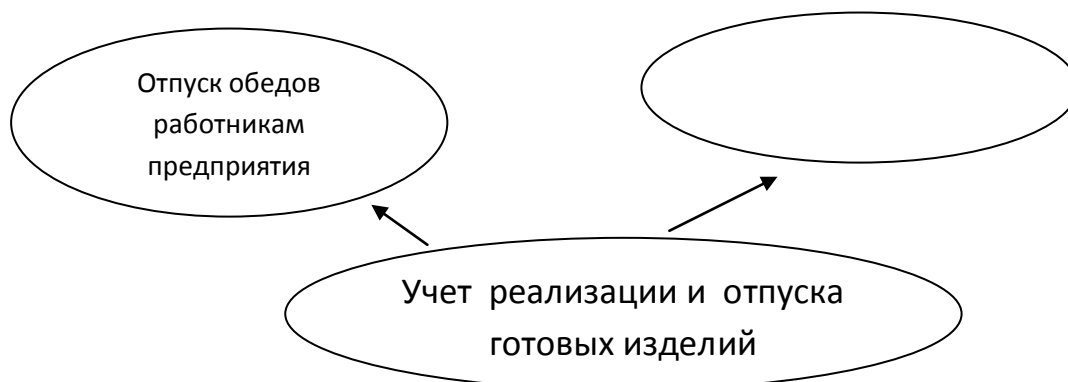 Отпуск обедов
работникам
предприятия
Учет реализации и отпуска
готовых изделий